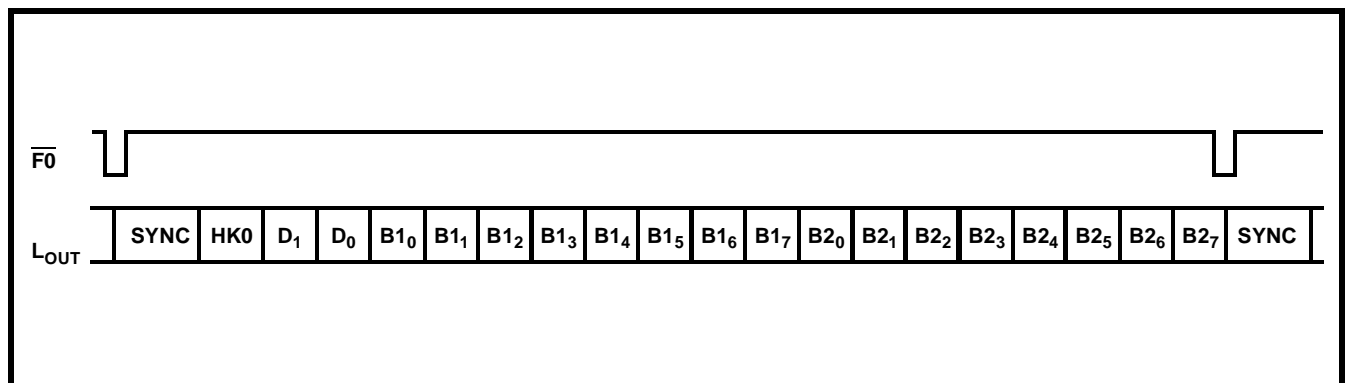 F0
L_OUT SYNC HK0 D₁ D₀ B1₀ B1₁ B1₂ B1₃ B1₄ B1₅ B1₆ B1₇ B2₀ B2₁ B2₂ B2₃ B2₄ B2₅ B2₆ B2₇ SYNC